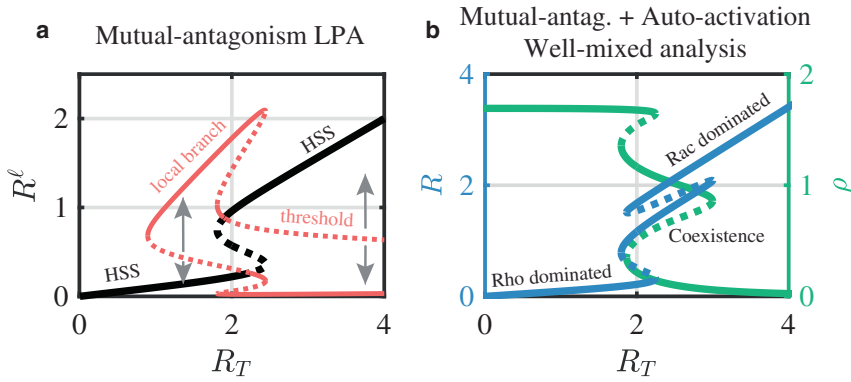 a
Mutual-antagonism LPA
R^ℓ
2
1
0
local branch
HSS
threshold
HSS
0
2
4
R_T
b
Mutual-antag. + Auto-activation
Well-mixed analysis
R
4
2
0
Rac dominated
Coexistence
Rho dominated
2
1
0
ρ
0
2
4
R_T